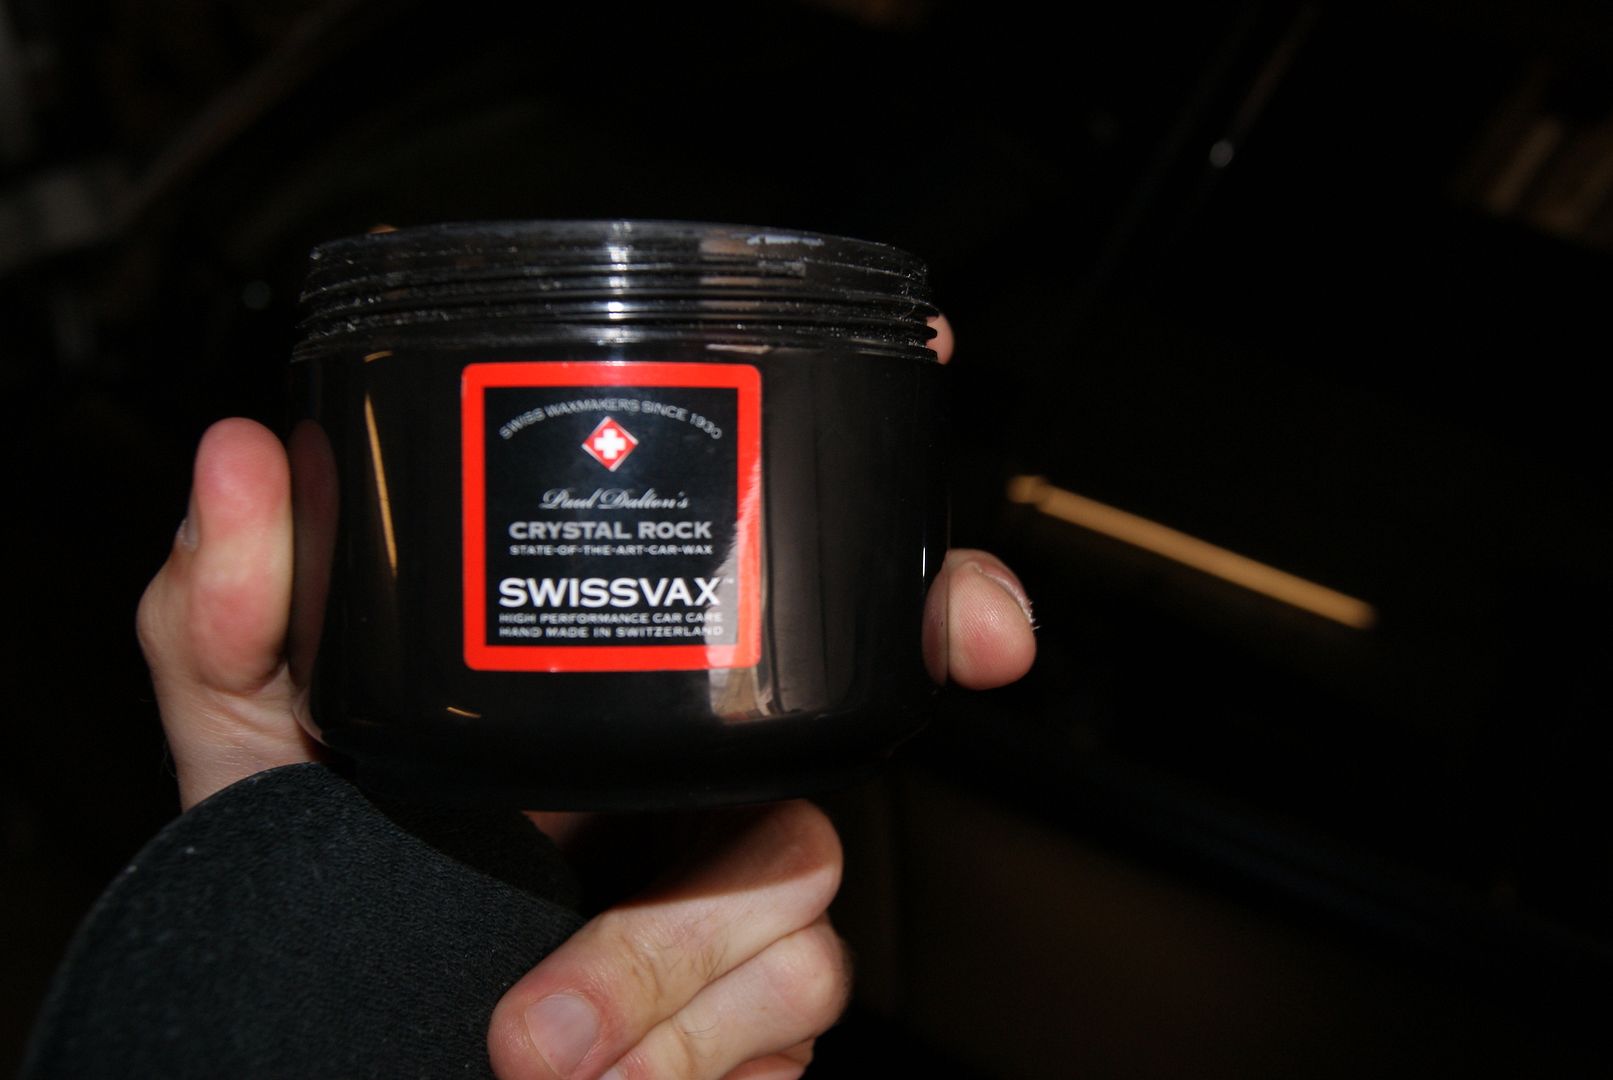 SWISS WAXMAKERS SINCE 1930
Paul Dalton's
CRYSTAL ROCK
STATE-OF-THE-ART-CAR-WAX
SWISSVAX™
HIGH PERFORMANCE CAR CARE
HAND MADE IN SWITZERLAND